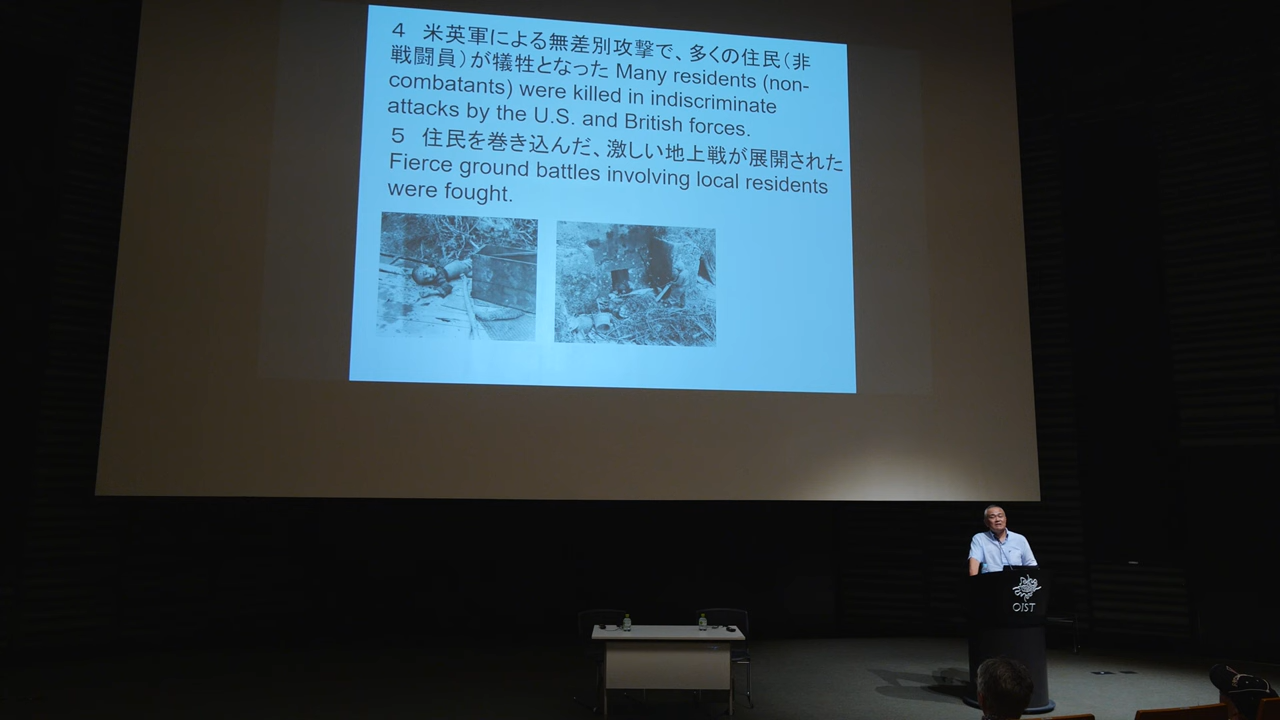 ４　米英軍による無差別攻撃で、多くの住民（非
戦闘員）が犠牲となった Many residents (non-
combatants) were killed in indiscriminate
attacks by the U.S. and British forces.
５　住民を巻き込んだ、激しい地上戦が展開された
Fierce ground battles involving local residents
were fought.
OIST